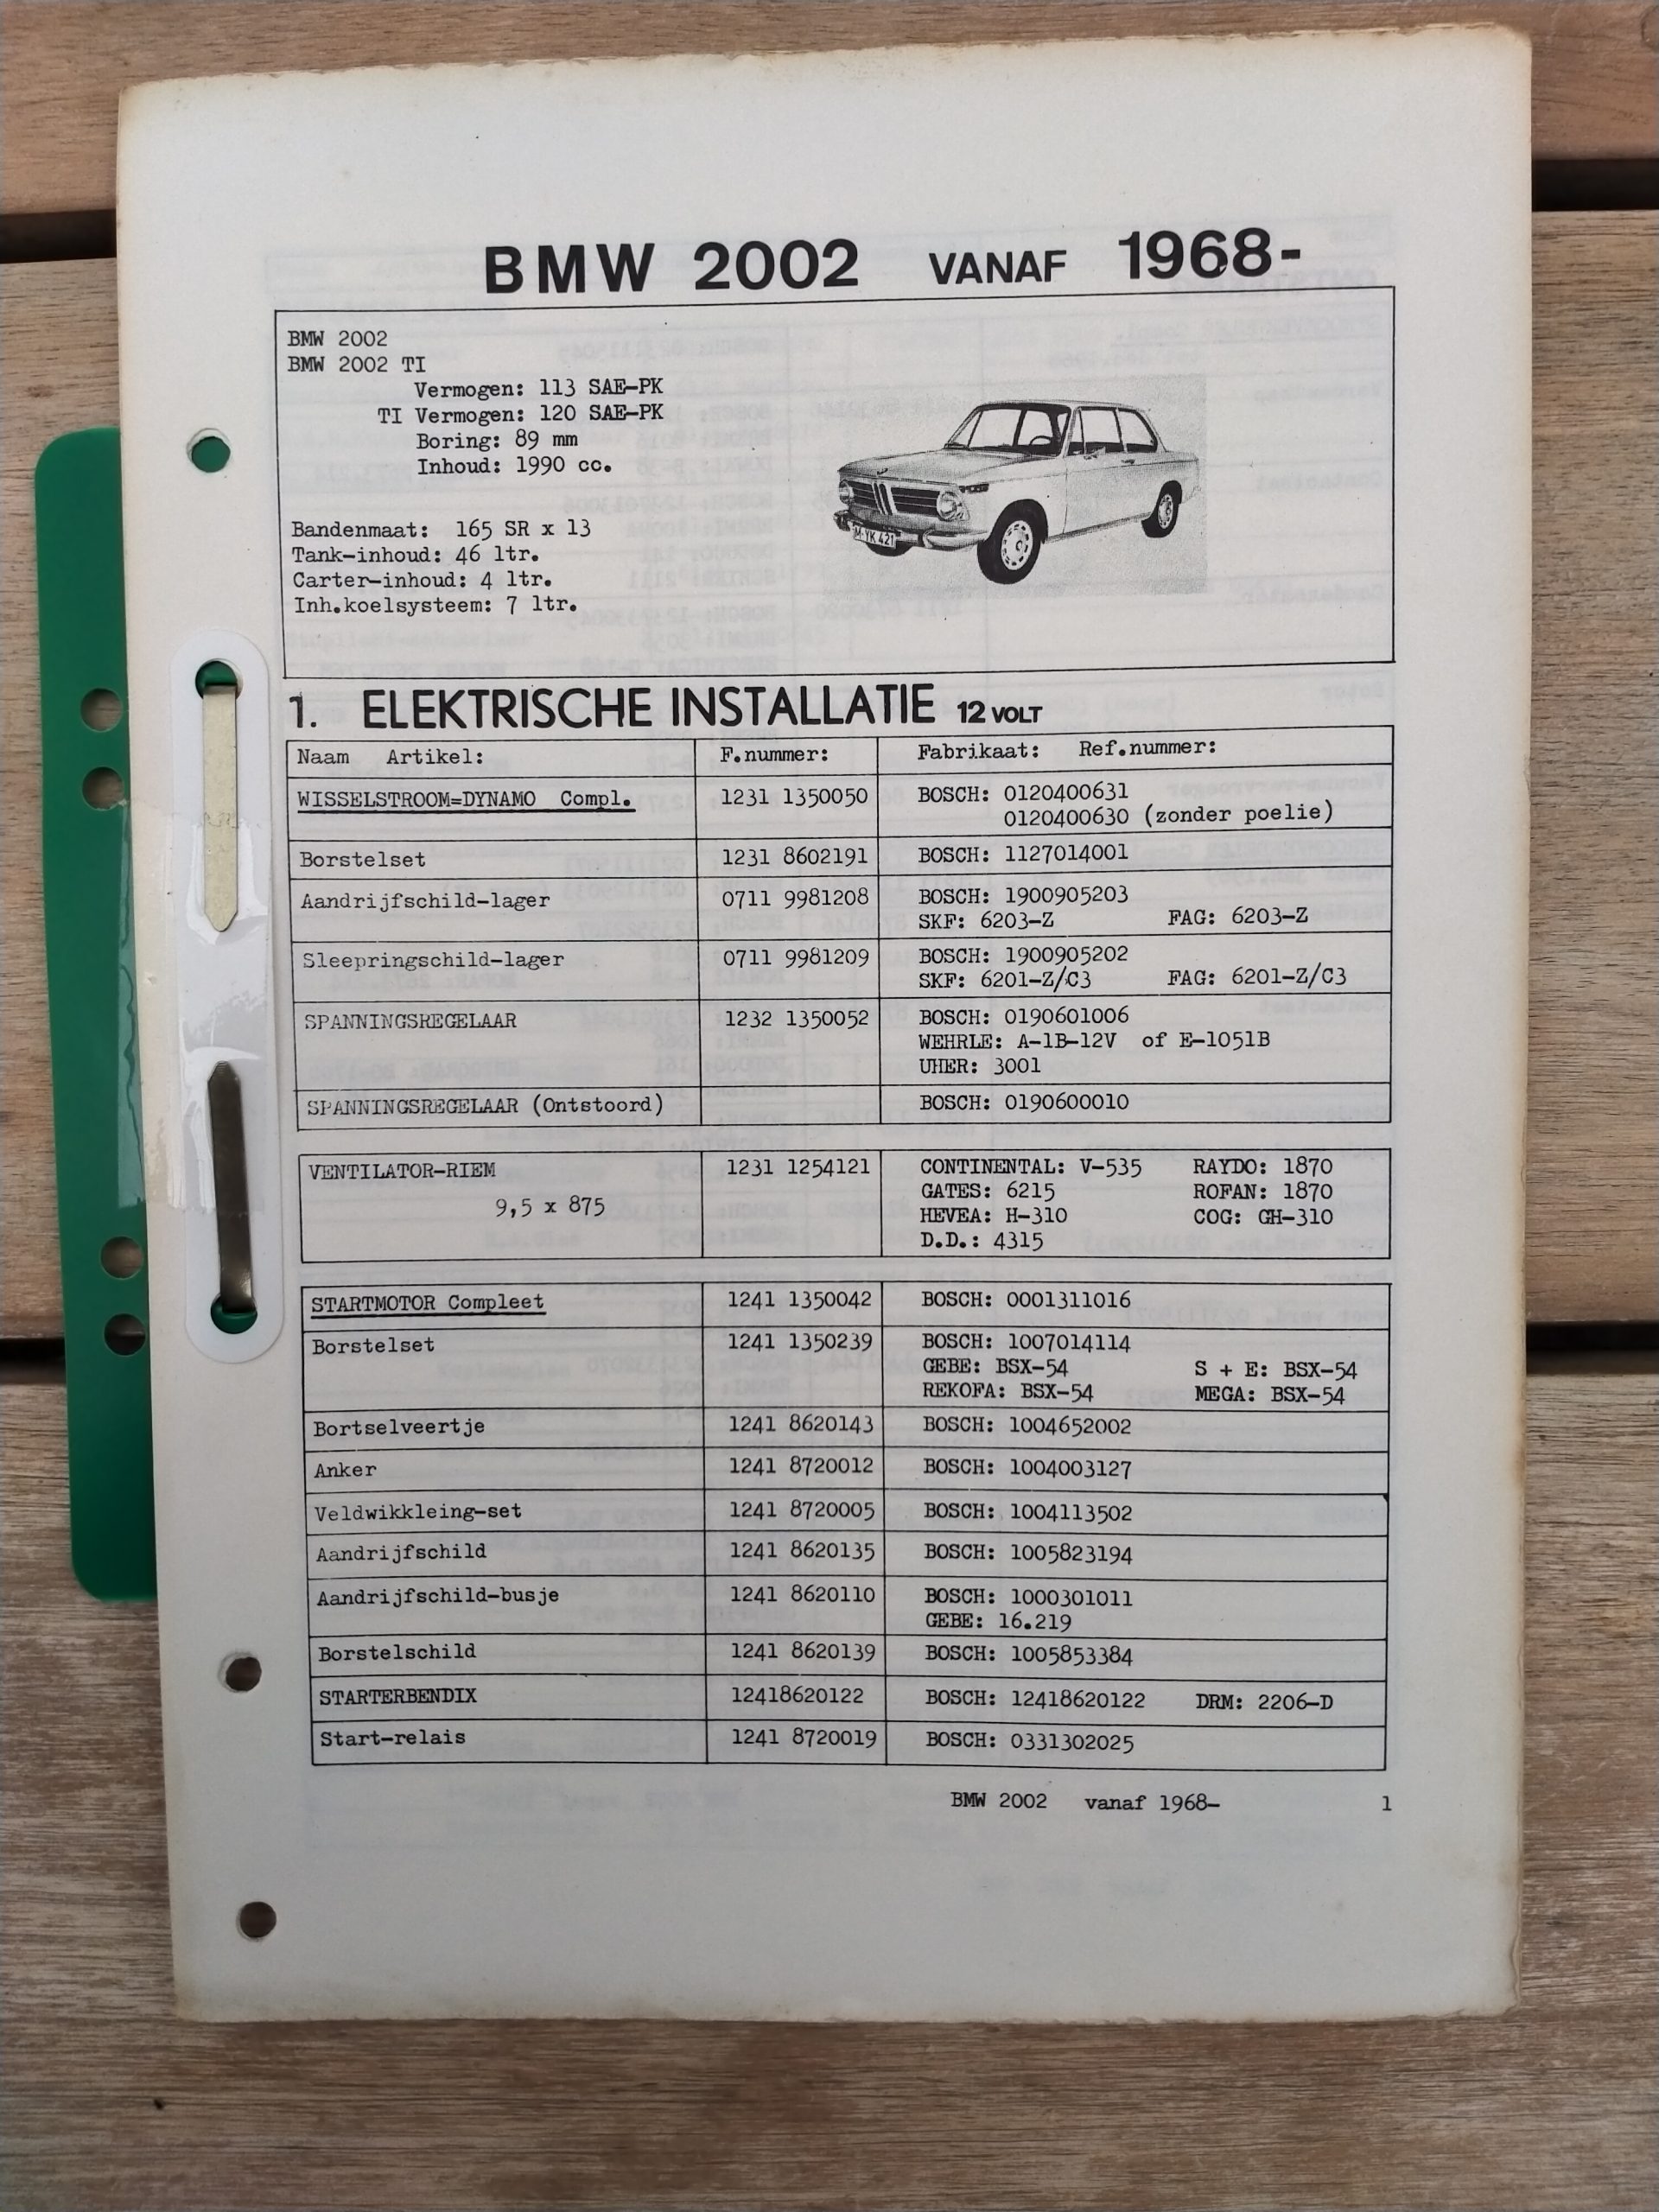 BMW 2002 VANAF 1968-
BMW 2002
BMW 2002 TI
Vermogen: 113 SAE-PK
TI Vermogen: 120 SAE-PK
Boring: 89 mm
Inhoud: 1990 cc.
Bandenmaat: 165 SR x 13
Tank-inhoud: 46 ltr.
Carter-inhoud: 4 ltr.
Inh.koelsysteem: 7 ltr.
M-YK 421
1. ELEKTRISCHE INSTALLATIE 12 VOLT
Naam Artikel: F.nummer: Fabrikaat: Ref.nummer:
WISSELSTROOM=DYNAMO Compl. 1231 1350050 BOSCH: 0120400631
0120400630 (zonder poelie)
Borstelset 1231 8602191 BOSCH: 1127014001
Aandrijfschild-lager 0711 9981208 BOSCH: 1900905203
SKF: 6203-Z FAG: 6203-Z
Sleepringschild-lager 0711 9981209 BOSCH: 1900905202
SKF: 6201-Z/C3 FAG: 6201-Z/C3
SPANNINGSREGELAAR 1232 1350052 BOSCH: 0190601006
WEHRLE: A-1B-12V of E-1051B
UHER: 3001
SPANNINGSREGELAAR (Ontstoord) BOSCH: 0190600010
VENTILATOR-RIEM 1231 1254121 CONTINENTAL: V-535 RAYDO: 1870
9,5 x 875 GATES: 6215 ROFAN: 1870
HEVEA: H-310 COG: GH-310
D.D.: 4315
STARTMOTOR Compleet 1241 1350042 BOSCH: 0001311016
Borstelset 1241 1350239 BOSCH: 1007014114
GEBE: BSX-54 S + E: BSX-54
REKOFA: BSX-54 MEGA: BSX-54
Bortselveertje 1241 8620143 BOSCH: 1004652002
Anker 1241 8720012 BOSCH: 1004003127
Veldwikkleing-set 1241 8720005 BOSCH: 1004113502
Aandrijfschild 1241 8620135 BOSCH: 1005823194
Aandrijfschild-busje 1241 8620110 BOSCH: 1000301011
GEBE: 16.219
Borstelschild 1241 8620139 BOSCH: 1005853384
STARTERBENDIX 12418620122 BOSCH: 12418620122 DRM: 2206-D
Start-relais 1241 8720019 BOSCH: 0331302025
BMW 2002 vanaf 1968- 1